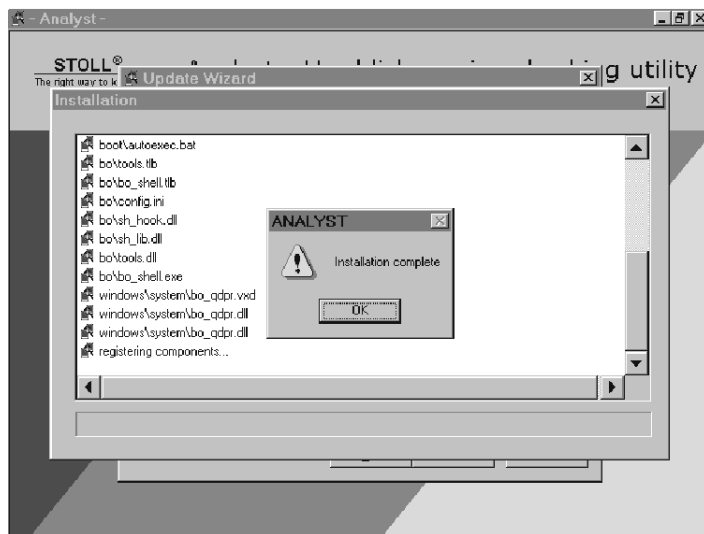 - Analyst -
STOLL®
The right way to k
g utility
Update Wizard
Installation
boot\autoexec.bat
bo\tools.tlb
bo\bo_shell.tlb
bo\config.ini
bo\sh_hook.dll
bo\sh_lib.dll
bo\tools.dll
bo\bo_shell.exe
windows\system\bo_qdpr.vxd
windows\system\bo_qdpr.dll
windows\system\bo_qdpr.dll
registering components...
ANALYST
Installation complete
OK